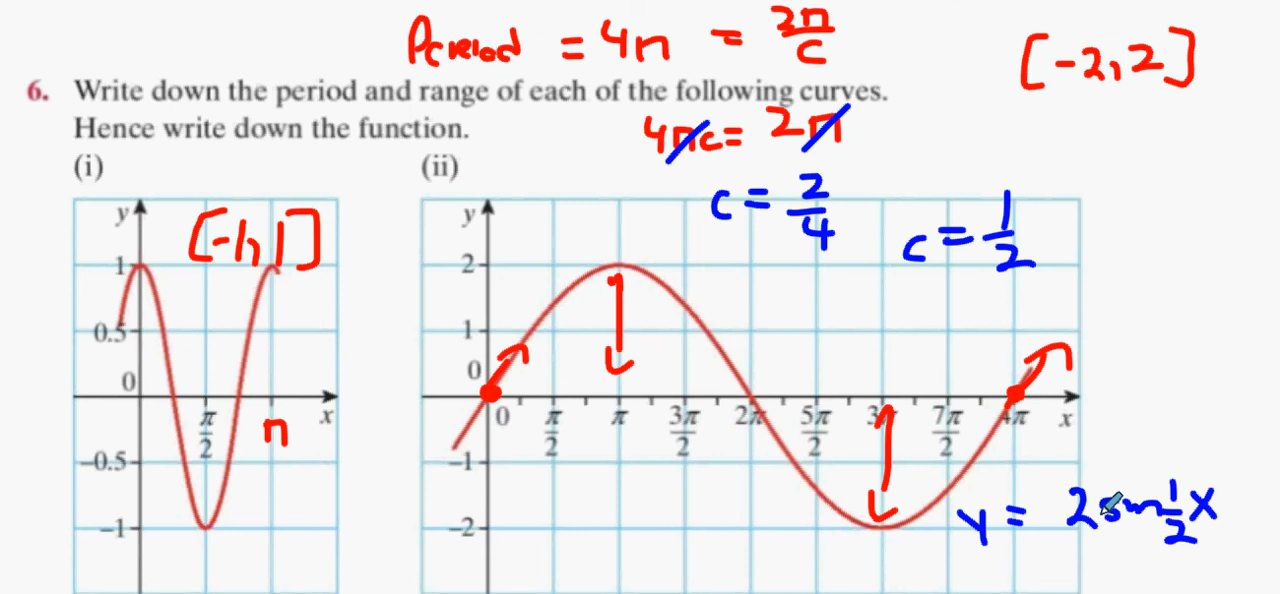 Period = 4π = 2π/c
[-2, 2]
6. Write down the period and range of each of the following curves.
Hence write down the function.
4πc = 2π
(i)
(ii)
c = 2/4
c = 1/2
y
[-1, 1]
1
0.5
0
π/2
π
x
-0.5
-1
y
2
1
0
0 π/2 π 3π/2 2π 5π/2 3π 7π/2 4π x
-1
-2
y = 2 sin 1/2 x